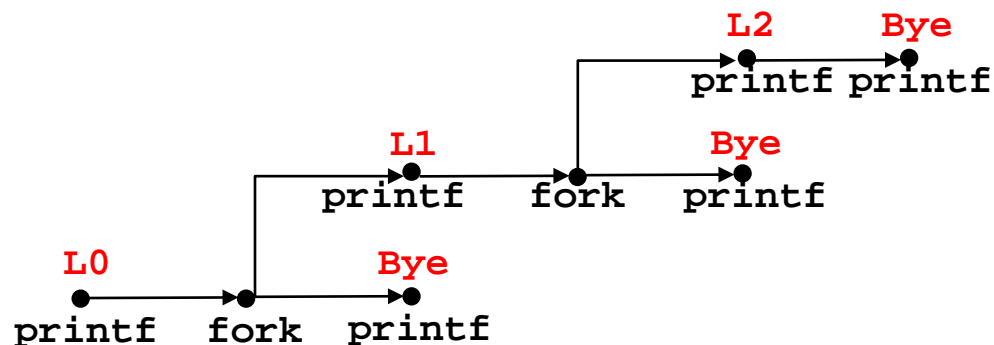 L2 Bye
printf printf
L1 Bye
printf fork printf
L0 Bye
printf fork printf